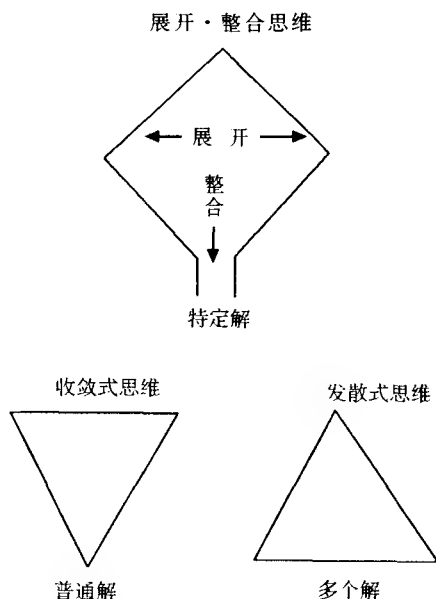 展开·整合思维
展 开
整
合
特定解
收敛式思维
发散式思维
普通解
多个解